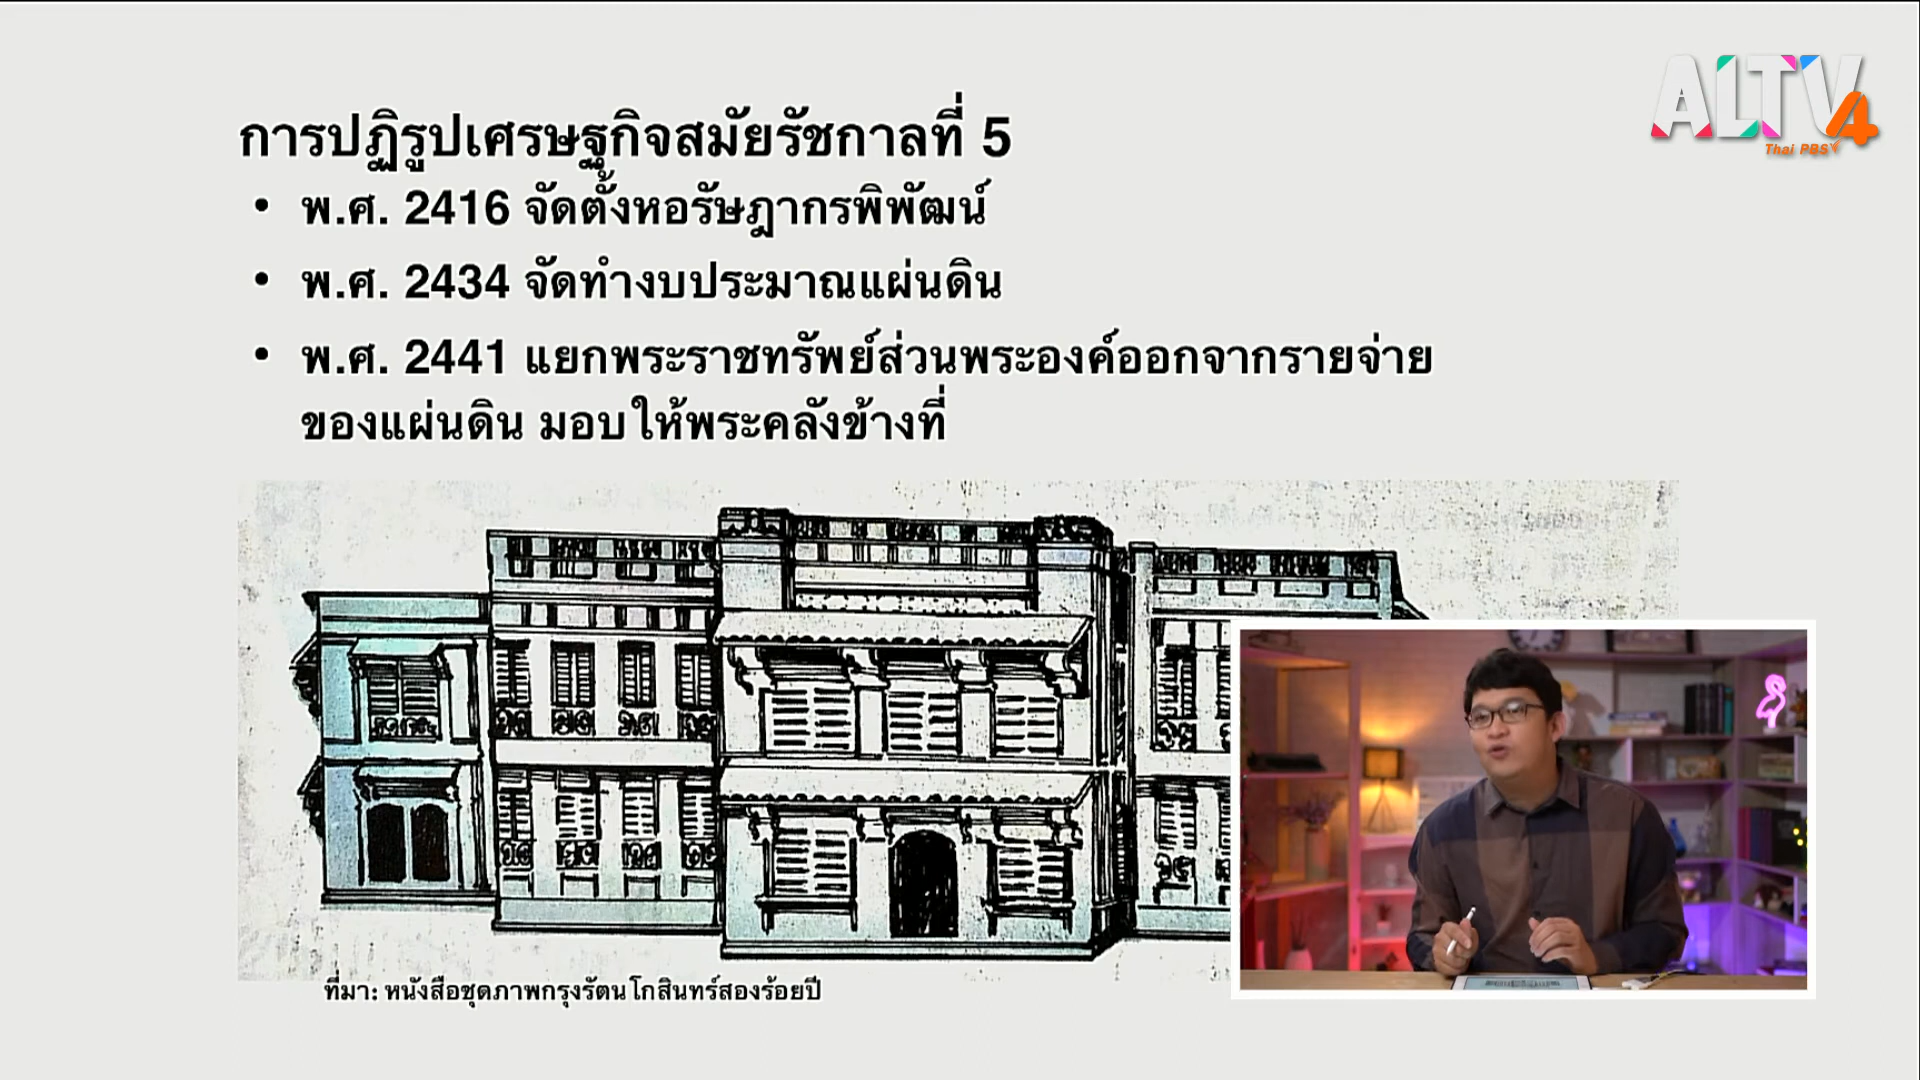 ALTV4
Thai PBS
การปฏิรูปเศรษฐกิจสมัยรัชกาลที่ 5
• พ.ศ. 2416 จัดตั้งหอรัษฎากรพิพัฒน์
• พ.ศ. 2434 จัดทำงบประมาณแผ่นดิน
• พ.ศ. 2441 แยกพระราชทรัพย์ส่วนพระองค์ออกจากรายจ่าย
ของแผ่นดิน มอบให้พระคลังข้างที่
ที่มา: หนังสือชุดภาพกรุงรัตนโกสินทร์สองร้อยปี